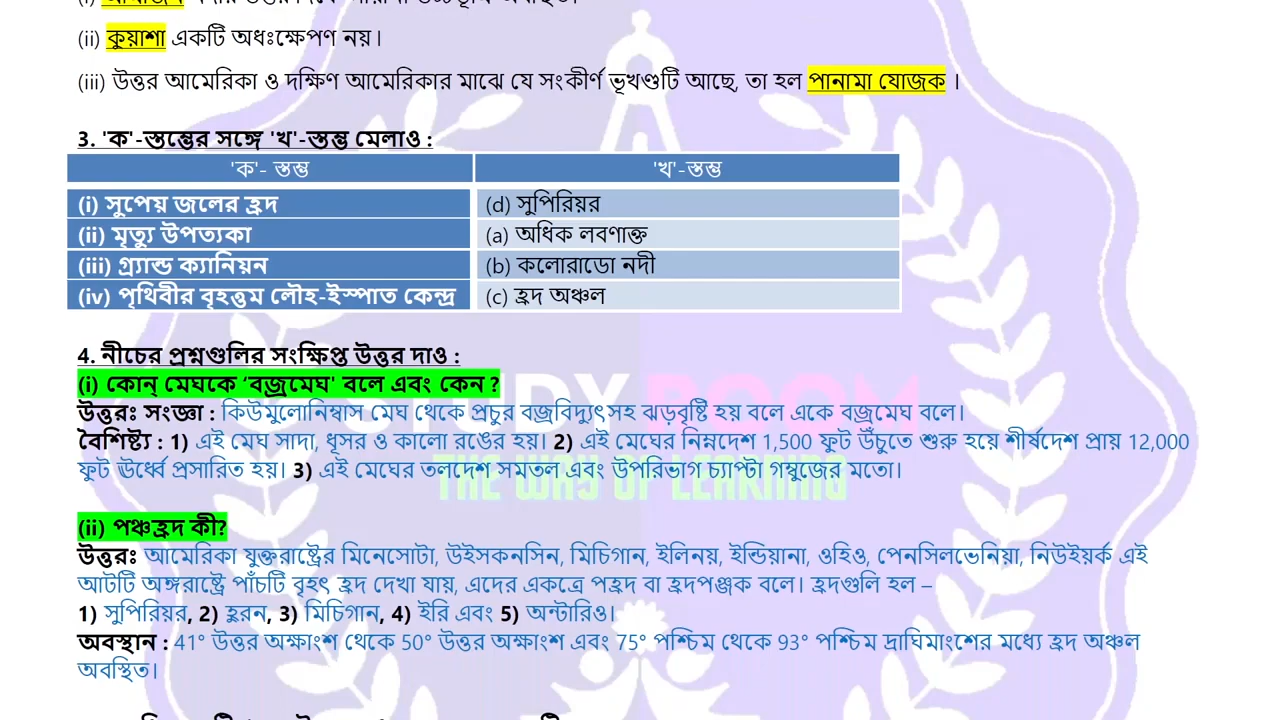 (ii) কুয়াশা একটি অধঃক্ষেপণ নয়।
(iii) উত্তর আমেরিকা ও দক্ষিণ আমেরিকার মাঝে যে সংকীর্ণ ভূখণ্ডটি আছে, তা হল পানামা যোজক ।
3. 'ক'-স্তম্ভের সঙ্গে 'খ'-স্তম্ভ মেলাও :
'ক'- স্তম্ভ 'খ'-স্তম্ভ
(i) সুপেয় জলের হ্রদ (d) সুপিরিয়র
(ii) মৃত্যু উপত্যকা (a) অধিক লবণাক্ত
(iii) গ্র্যান্ড ক্যানিয়ন (b) কলোরাডো নদী
(iv) পৃথিবীর বৃহত্তম লৌহ-ইস্পাত কেন্দ্র (c) হ্রদ অঞ্চল
4. নীচের প্রশ্নগুলির সংক্ষিপ্ত উত্তর দাও :
(i) কোন্ মেঘকে ‘বজ্রমেঘ' বলে এবং কেন ?
উত্তরঃ সংজ্ঞা : কিউমুলোনিম্বাস মেঘ থেকে প্রচুর বজ্রবিদ্যুৎসহ ঝড়বৃষ্টি হয় বলে একে বজ্রমেঘ বলে।
বৈশিষ্ট্য : 1) এই মেঘ সাদা, ধূসর ও কালো রঙের হয়। 2) এই মেঘের নিম্নদেশ 1,500 ফুট উঁচুতে শুরু হয়ে শীর্ষদেশ প্রায় 12,000
ফুট ঊর্ধ্বে প্রসারিত হয়। 3) এই মেঘের তলদেশ সমতল এবং উপরিভাগ চ্যাপ্টা গম্বুজের মতো।
STUDY ROOM
THE WAY OF LEARNING
(ii) পঞ্চহ্রদ কী?
উত্তরঃ আমেরিকা যুক্তরাষ্ট্রের মিনেসোটা, উইসকনসিন, মিচিগান, ইলিনয়, ইন্ডিয়ানা, ওহিও, পেনসিলভেনিয়া, নিউইয়র্ক এই
আটটি অঙ্গরাষ্ট্রে পাঁচটি বৃহৎ হ্রদ দেখা যায়, এদের একত্রে পহ্রদ বা হ্রদপঞ্জক বলে। হ্রদগুলি হল –
1) সুপিরিয়র, 2) হুরন, 3) মিচিগান, 4) ইরি এবং 5) অন্টারিও।
অবস্থান : 41° উত্তর অক্ষাংশ থেকে 50° উত্তর অক্ষাংশ এবং 75° পশ্চিম থেকে 93° পশ্চিম দ্রাঘিমাংশের মধ্যে হ্রদ অঞ্চল
অবস্থিত।